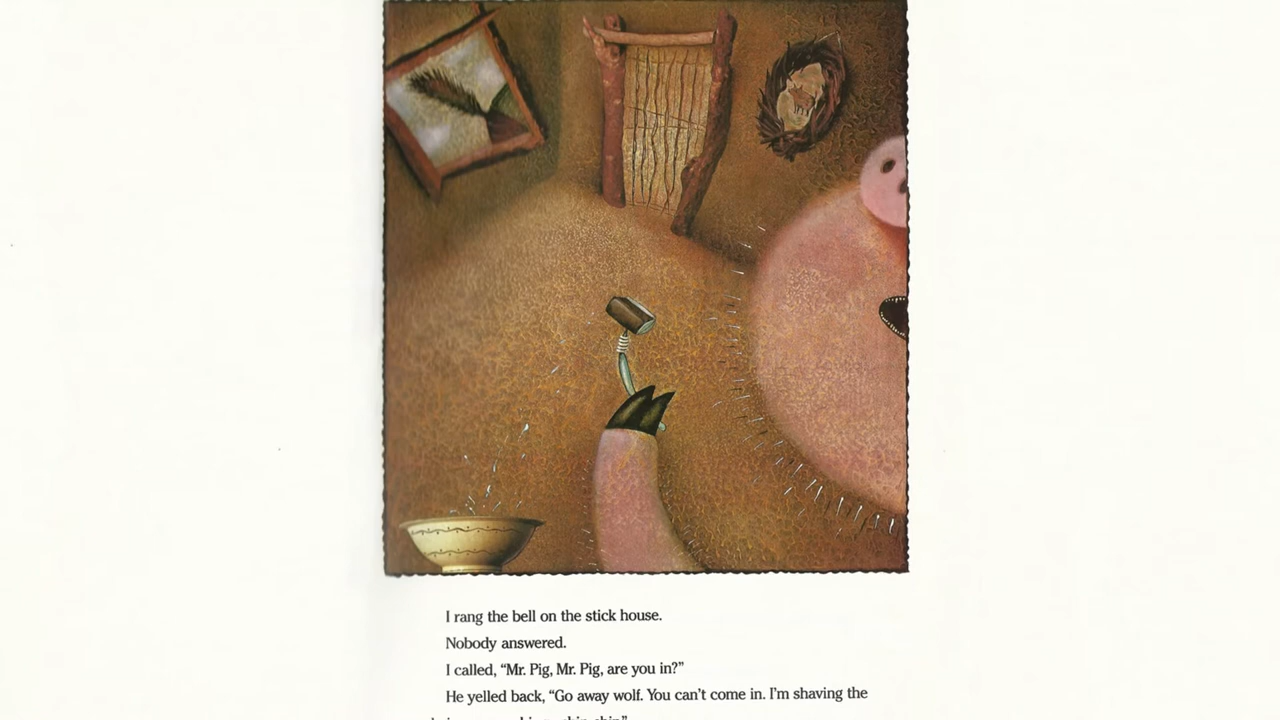 I rang the bell on the stick house.
Nobody answered.
I called, “Mr. Pig, Mr. Pig, are you in?”
He yelled back, “Go away wolf. You can’t come in. I’m shaving the